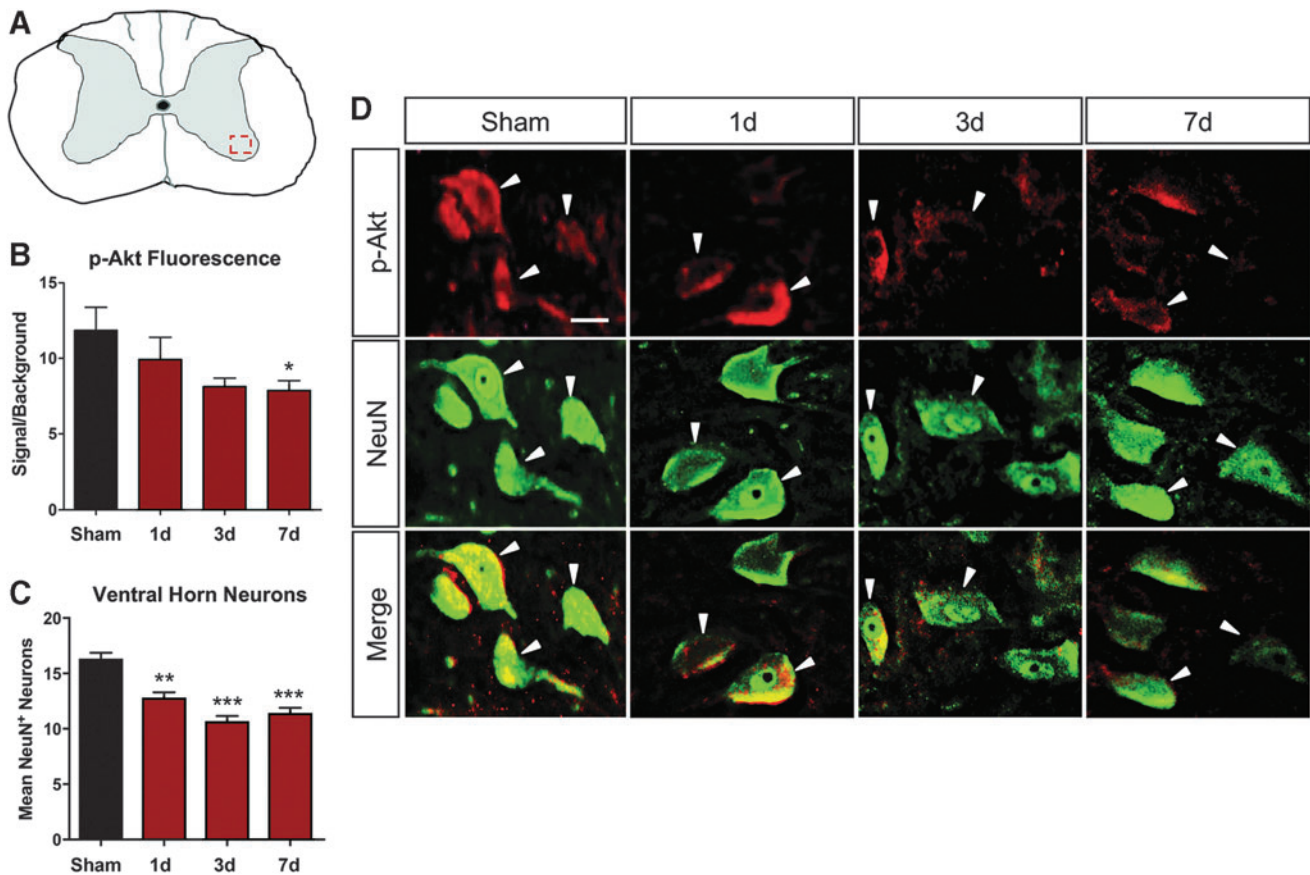 A
B
p-Akt Fluorescence
Signal/Background
15
10
5
0
*
Sham 1d 3d 7d
C
Ventral Horn Neurons
Mean NeuN+ Neurons
20
15
10
5
0
**
***
***
Sham 1d 3d 7d
D
Sham 1d 3d 7d
p-Akt
NeuN
Merge